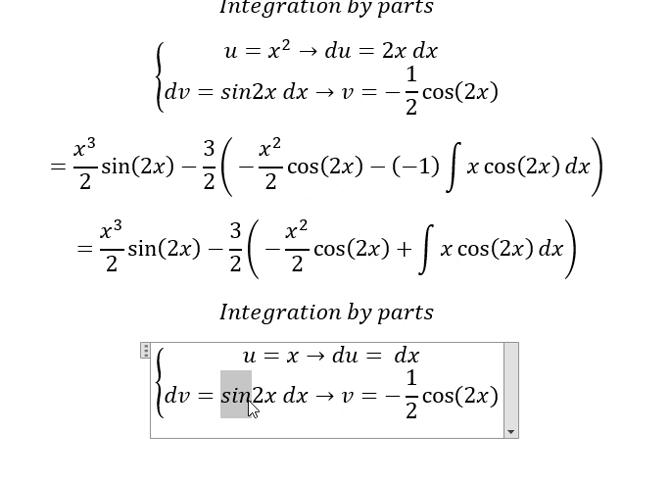 Integration by parts
u = x² → du = 2x dx
dv = sin2x dx → v = −1/2 cos(2x)
= x³/2 sin(2x) − 3/2 ( − x²/2 cos(2x) − (−1) ∫ x cos(2x) dx )
= x³/2 sin(2x) − 3/2 ( − x²/2 cos(2x) + ∫ x cos(2x) dx )
Integration by parts
u = x → du = dx
dv = sin2x dx → v = −1/2 cos(2x)